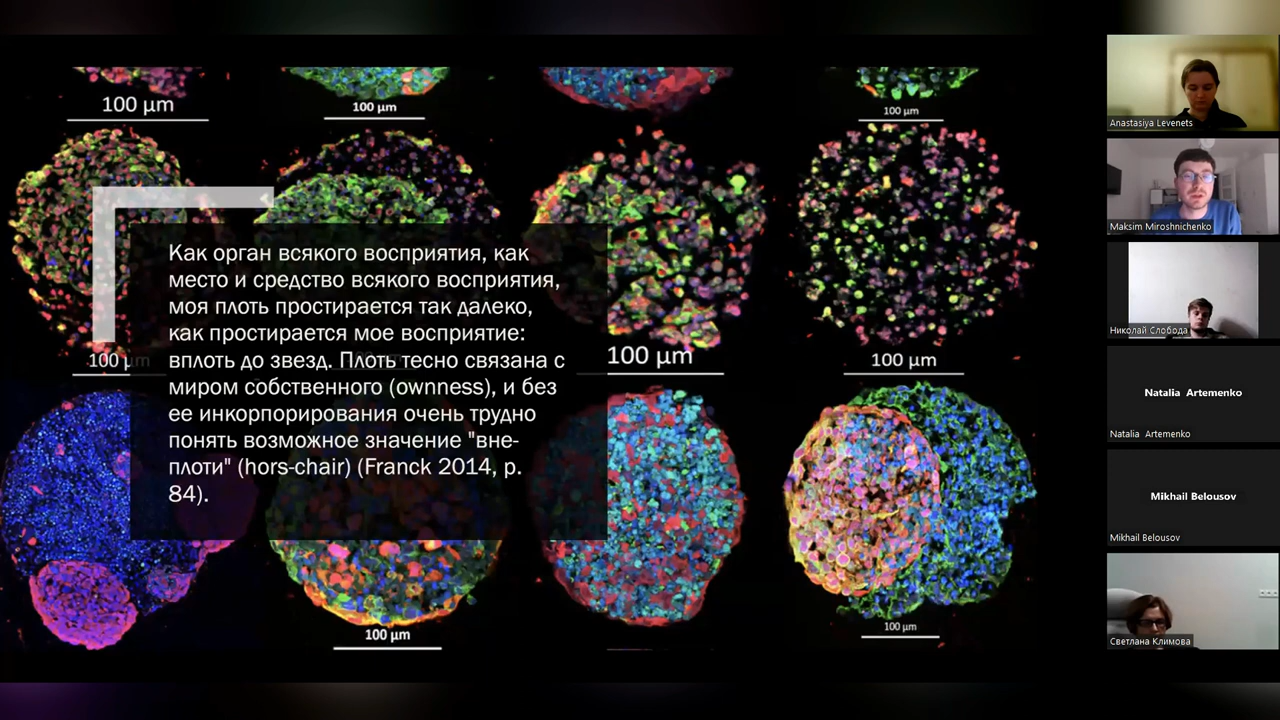 100 µm
100 µm
100 µm
Как орган всякого восприятия, как
место и средство всякого восприятия,
моя плоть простирается так далеко,
как простирается мое восприятие:
вплоть до звезд. Плоть тесно связана с
миром собственного (ownness), и без
ее инкорпорирования очень трудно
понять возможное значение "вне-
плоти" (hors-chair) (Franck 2014, p.
84).
100 µm
100 µm
100 µm
100 µm
100 µm
Anastasiya Levenets
Maksim Miroshnichenko
Николай Слобода
Natalia Artemenko
Natalia Artemenko
Mikhail Belousov
Mikhail Belousov
Светлана Климова